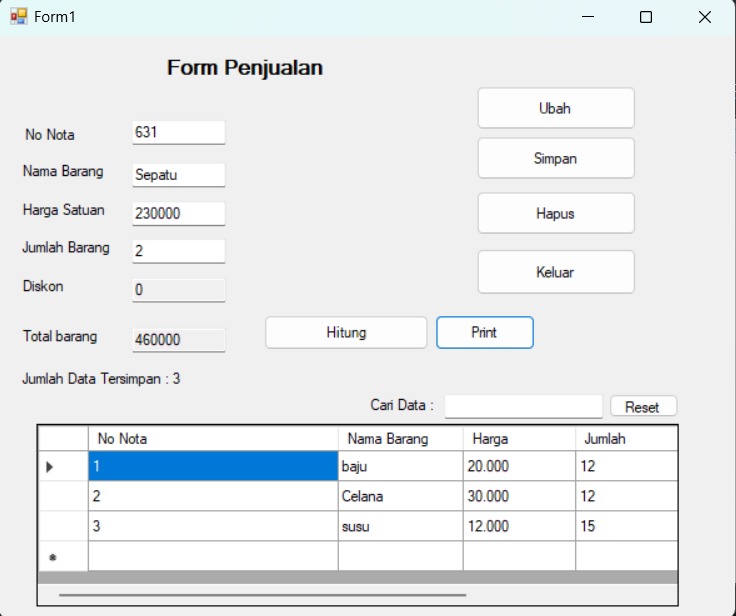 Form1
Form Penjualan
Ubah
No Nota 631
Simpan
Nama Barang Sepatu
Harga Satuan 230000
Hapus
Jumlah Barang 2
Keluar
Diskon 0
Total barang 460000 Hitung Print
Jumlah Data Tersimpan : 3
Cari Data : Reset
No Nota Nama Barang Harga Jumlah
1 baju 20.000 12
2 Celana 30.000 12
3 susu 12.000 15